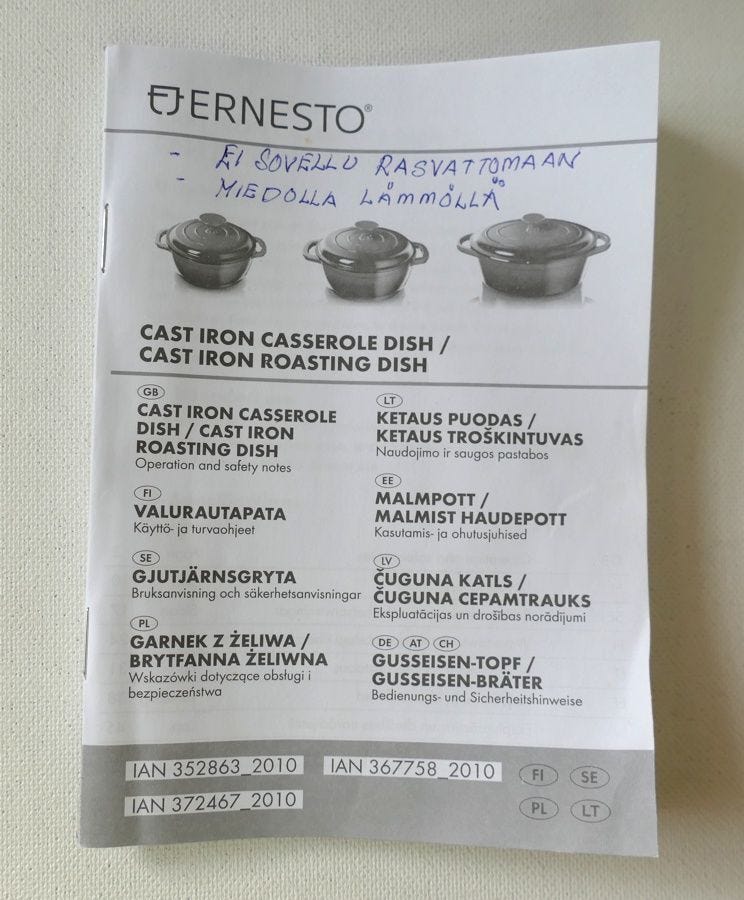 ERNESTO®
- EI SOVELLU RASVATTOMAAN
- MIEDOLLA LÄMMÖLLÄ
CAST IRON CASSEROLE DISH /
CAST IRON ROASTING DISH
GB
CAST IRON CASSEROLE
DISH / CAST IRON
ROASTING DISH
Operation and safety notes
FI
VALURAUTAPATA
Käyttö- ja turvaohjeet
SE
GJUTJÄRNSGRYTA
Bruksanvisning och säkerhetsanvisningar
PL
GARNEK Z ŻELIWA /
BRYTFANNA ŻELIWNA
Wskazówki dotyczące obsługi i
bezpieczeństwa
LT
KETAUS PUODAS /
KETAUS TROŠKINTUVAS
Naudojimo ir saugos pastabos
EE
MALMPOTT /
MALMIST HAUDEPOTT
Kasutamis- ja ohutusjuhised
LV
ČUGUNA KATLS /
ČUGUNA CEPAMTRAUKS
Ekspluatācijas un drošības norādījumi
DE AT CH
GUSSEISEN-TOPF /
GUSSEISEN-BRÄTER
Bedienungs- und Sicherheitshinweise
IAN 352863_2010 IAN 367758_2010 FI SE
IAN 372467_2010 PL LT